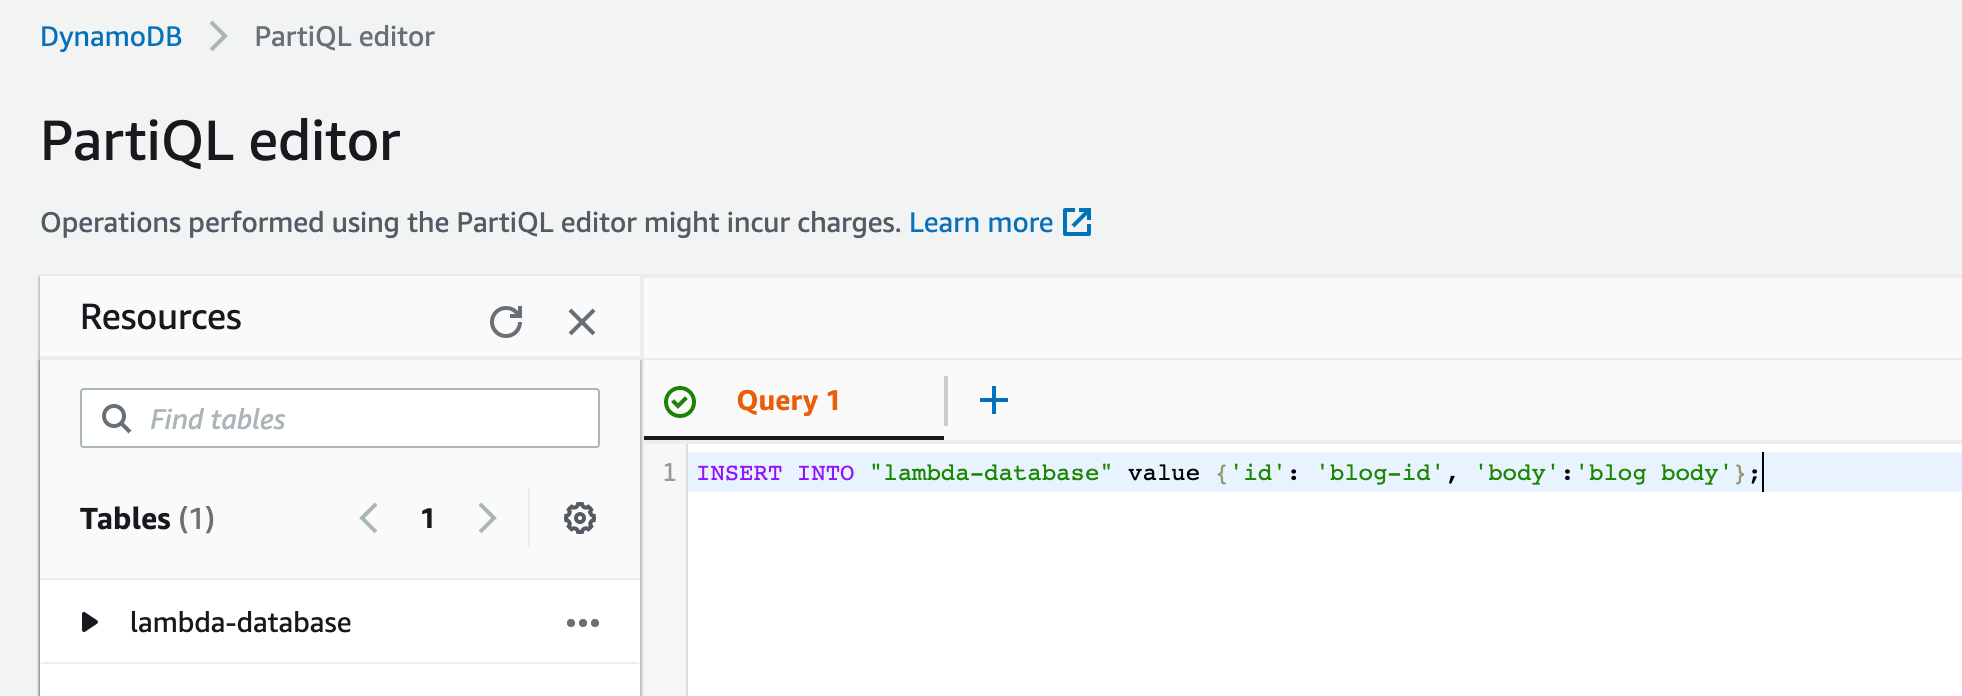 DynamoDB PartiQL editor
PartiQL editor
Operations performed using the PartiQL editor might incur charges. Learn more
Resources
Find tables
Tables (1) 1
lambda-database
Query 1
1 INSERT INTO "lambda-database" value {'id': 'blog-id', 'body':'blog body'};